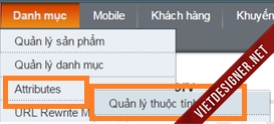 Danh mục Mobile Khách hàng Khuyến
Quản lý sản phẩm
Quản lý danh mục
Attributes
Quản lý thuộc tính
URL Rewrite M
VIETDESIGNER.NET